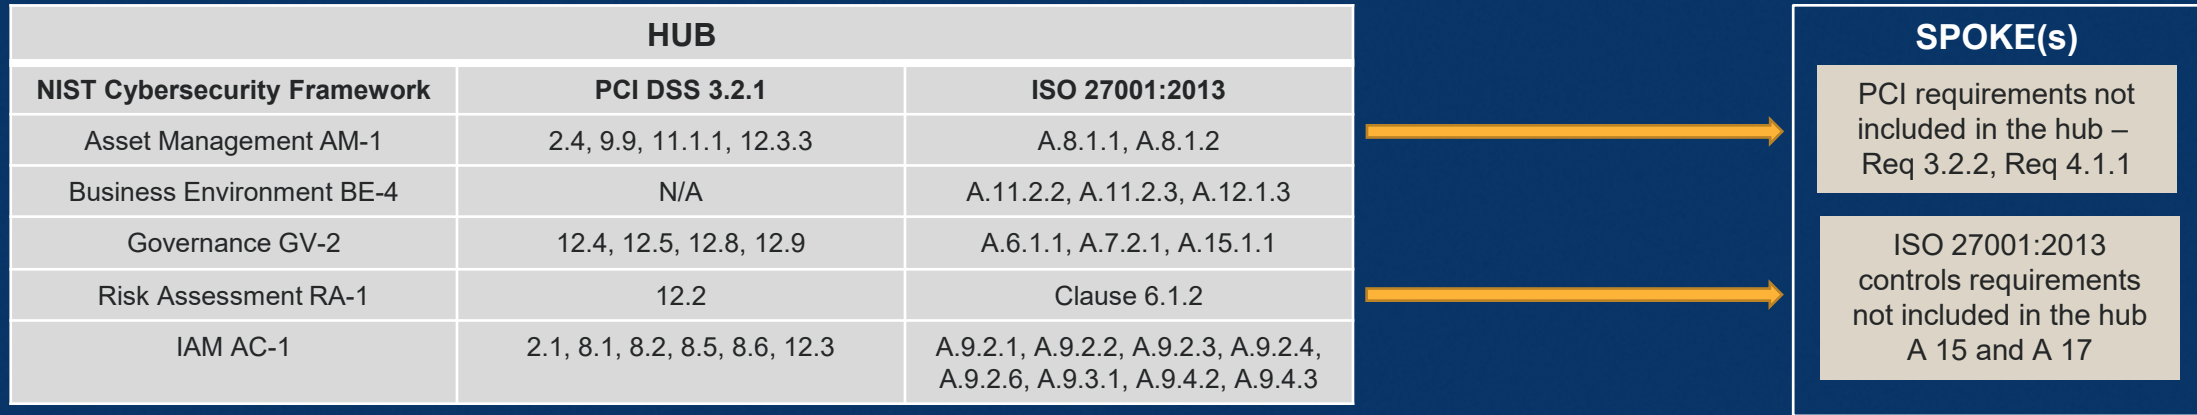 HUB
NIST Cybersecurity Framework PCI DSS 3.2.1 ISO 27001:2013
Asset Management AM-1 2.4, 9.9, 11.1.1, 12.3.3 A.8.1.1, A.8.1.2
Business Environment BE-4 N/A A.11.2.2, A.11.2.3, A.12.1.3
Governance GV-2 12.4, 12.5, 12.8, 12.9 A.6.1.1, A.7.2.1, A.15.1.1
Risk Assessment RA-1 12.2 Clause 6.1.2
IAM AC-1 2.1, 8.1, 8.2, 8.5, 8.6, 12.3 A.9.2.1, A.9.2.2, A.9.2.3, A.9.2.4,
A.9.2.6, A.9.3.1, A.9.4.2, A.9.4.3
SPOKE(s)
PCI requirements not
included in the hub –
Req 3.2.2, Req 4.1.1
ISO 27001:2013
controls requirements
not included in the hub
A 15 and A 17